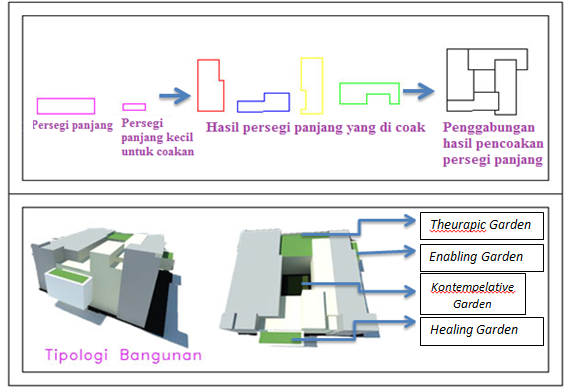 Persegi panjang
Persegi
panjang kecil
untuk coakan
Hasil persegi panjang yang di coak
Penggabungan
hasil pencoakan
persegi panjang
Theurapic Garden
Enabling Garden
Kontempelative
Garden
Healing Garden
Tipologi Bangunan